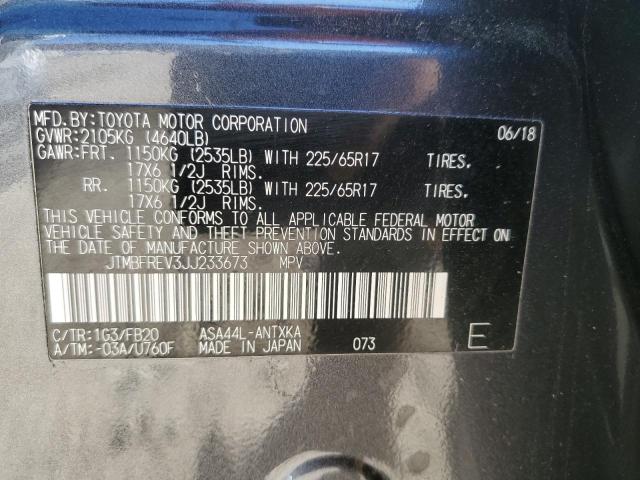 MFD.BY:TOYOTA MOTOR CORPORATION 06/18
GVWR:2105KG (4640LB)
GAWR:FRT. 1150KG (2535LB) WITH 225/65R17 TIRES,
17X6 1/2J RIMS.
RR. 1150KG (2535LB) WITH 225/65R17 TIRES,
17X6 1/2J RIMS.
THIS VEHICLE CONFORMS TO ALL APPLICABLE FEDERAL MOTOR
VEHICLE SAFETY AND THEFT PREVENTION STANDARDS IN EFFECT ON
THE DATE OF MANUFACTURE SHOWN ABOVE.
JTMBFREV3JJ233673 MPV
C/TR:1G3/FB20 ASA44L-ANTXKA
A/TM:-03A/U760F MADE IN JAPAN 073 E